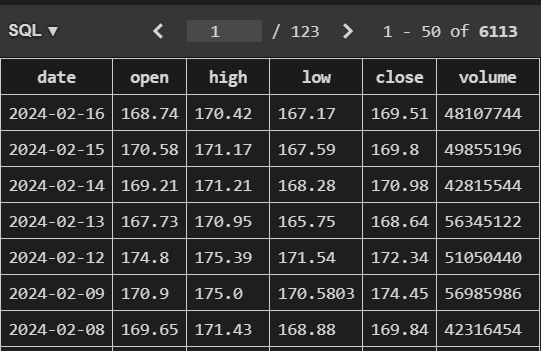 SQL ▼ 1 / 123 1 - 50 of 6113
date open high low close volume
2024-02-16 168.74 170.42 167.17 169.51 48107744
2024-02-15 170.58 171.17 167.59 169.8 49855196
2024-02-14 169.21 171.21 168.28 170.98 42815544
2024-02-13 167.73 170.95 165.75 168.64 56345122
2024-02-12 174.8 175.39 171.54 172.34 51050440
2024-02-09 170.9 175.0 170.5803 174.45 56985986
2024-02-08 169.65 171.43 168.88 169.84 42316454